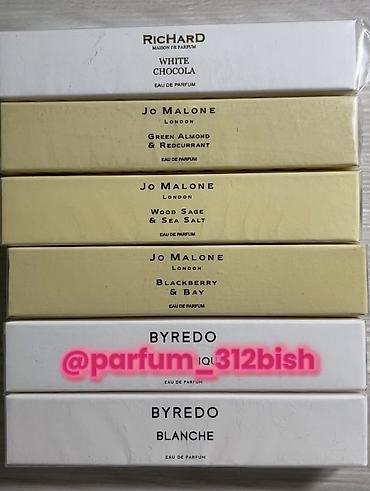 RICHARD
MAISON DE PARFUM
WHITE
CHOCOLA
EAU DE PARFUM
JO MALONE
LONDON
GREEN ALMOND
& REDCURRANT
EAU DE PARFUM
JO MALONE
LONDON
WOOD SAGE
& SEA SALT
EAU DE PARFUM
JO MALONE
LONDON
BLACKBERRY
& BAY
EAU DE PARFUM
BYREDO
@parfum_312bish
EAU DE PARFUM
BYREDO
BLANCHE
EAU DE PARFUM